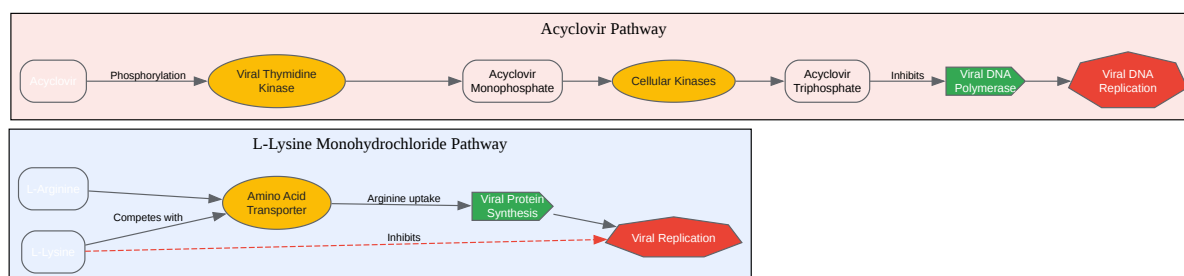 Acyclovir Pathway
Acyclovir
Phosphorylation
Viral Thymidine
Kinase
Acyclovir
Monophosphate
Cellular Kinases
Acyclovir
Triphosphate
Inhibits
Viral DNA
Polymerase
Viral DNA
Replication
L-Lysine Monohydrochloride Pathway
L-Arginine
Competes with
L-Lysine
Amino Acid
Transporter
Arginine uptake
Viral Protein
Synthesis
Inhibits
Viral Replication